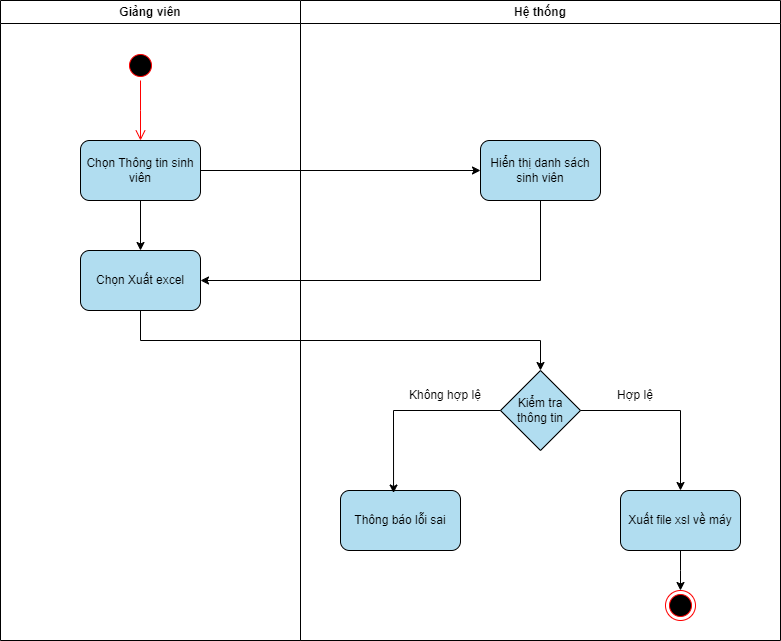 Giảng viên
Hệ thống
Chọn Thông tin sinh
viên
Hiển thị danh sách
sinh viên
Chọn Xuất excel
Kiểm tra
thông tin
Không hợp lệ
Hợp lệ
Thông báo lỗi sai
Xuất file xsl về máy